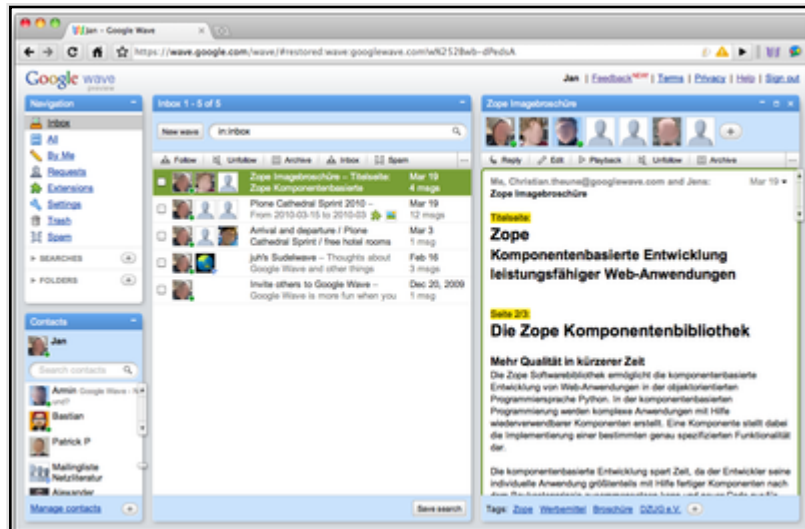 Jan - Google Wave
https://wave.google.com/wave/#restored:wave:googlewave.com!w%252Bwb-dPedsA
Google wave
preview
Jan | Feedback NEW! | Terms | Privacy | Help | Sign out
Navigation
Inbox
All
By Me
Requests
Extensions
Settings
Trash
Spam
SEARCHES
FOLDERS
Contacts
Jan
Search contacts
Armin Google Wave - N
Bastian
Patrick P
Mailingliste
Netzliteratur
Alexander
Manage contacts
Inbox 1 - 5 of 5
New wave
in:inbox
Follow
Unfollow
Archive
Inbox
Spam
Zope Imagebroschüre – Titelseite: Mar 19
Zope Komponentenbasierte 4 msgs
Plone Cathedral Sprint 2010 – Mar 19
From 2010-03-15 to 2010-03 12 msgs
Arrival and departure / Plone Mar 3
Cathedral Sprint / free hotel rooms 1 msg
juh's Sudelwave – Thoughts about Feb 16
Google Wave and other things 3 msgs
Invite others to Google Wave – Dec 20, 2009
Google Wave is more fun when you 1 msg
Save search
Zope Imagebroschüre
Reply
Edit
Playback
Unfollow
Archive
Me, Christian.theune@googlewave.com and Jens: Mar 19
Zope Imagebroschüre
Titelseite:
Zope
Komponentenbasierte Entwicklung
leistungsfähiger Web-Anwendungen
Seite 2/3:
Die Zope Komponentenbibliothek
Mehr Qualität in kürzerer Zeit
Die Zope Softwarebibliothek ermöglicht die komponentenbasierte
Entwicklung von Web-Anwendungen in der objektorientierten
Programmiersprache Python. In der komponentenbasierten
Programmierung werden komplexe Anwendungen mit Hilfe
wiederverwendbarer Komponenten erstellt. Eine Komponente stellt dabei
die Implementierung einer bestimmten genau spezifizierten Funktionalität
dar.
Die komponentenbasierte Entwicklung spart Zeit, da der Entwickler seine
individuelle Anwendung größtenteils mit Hilfe fertiger Komponenten nach
Tags: Zope Werbemittel Broschüre DZUG e.V.